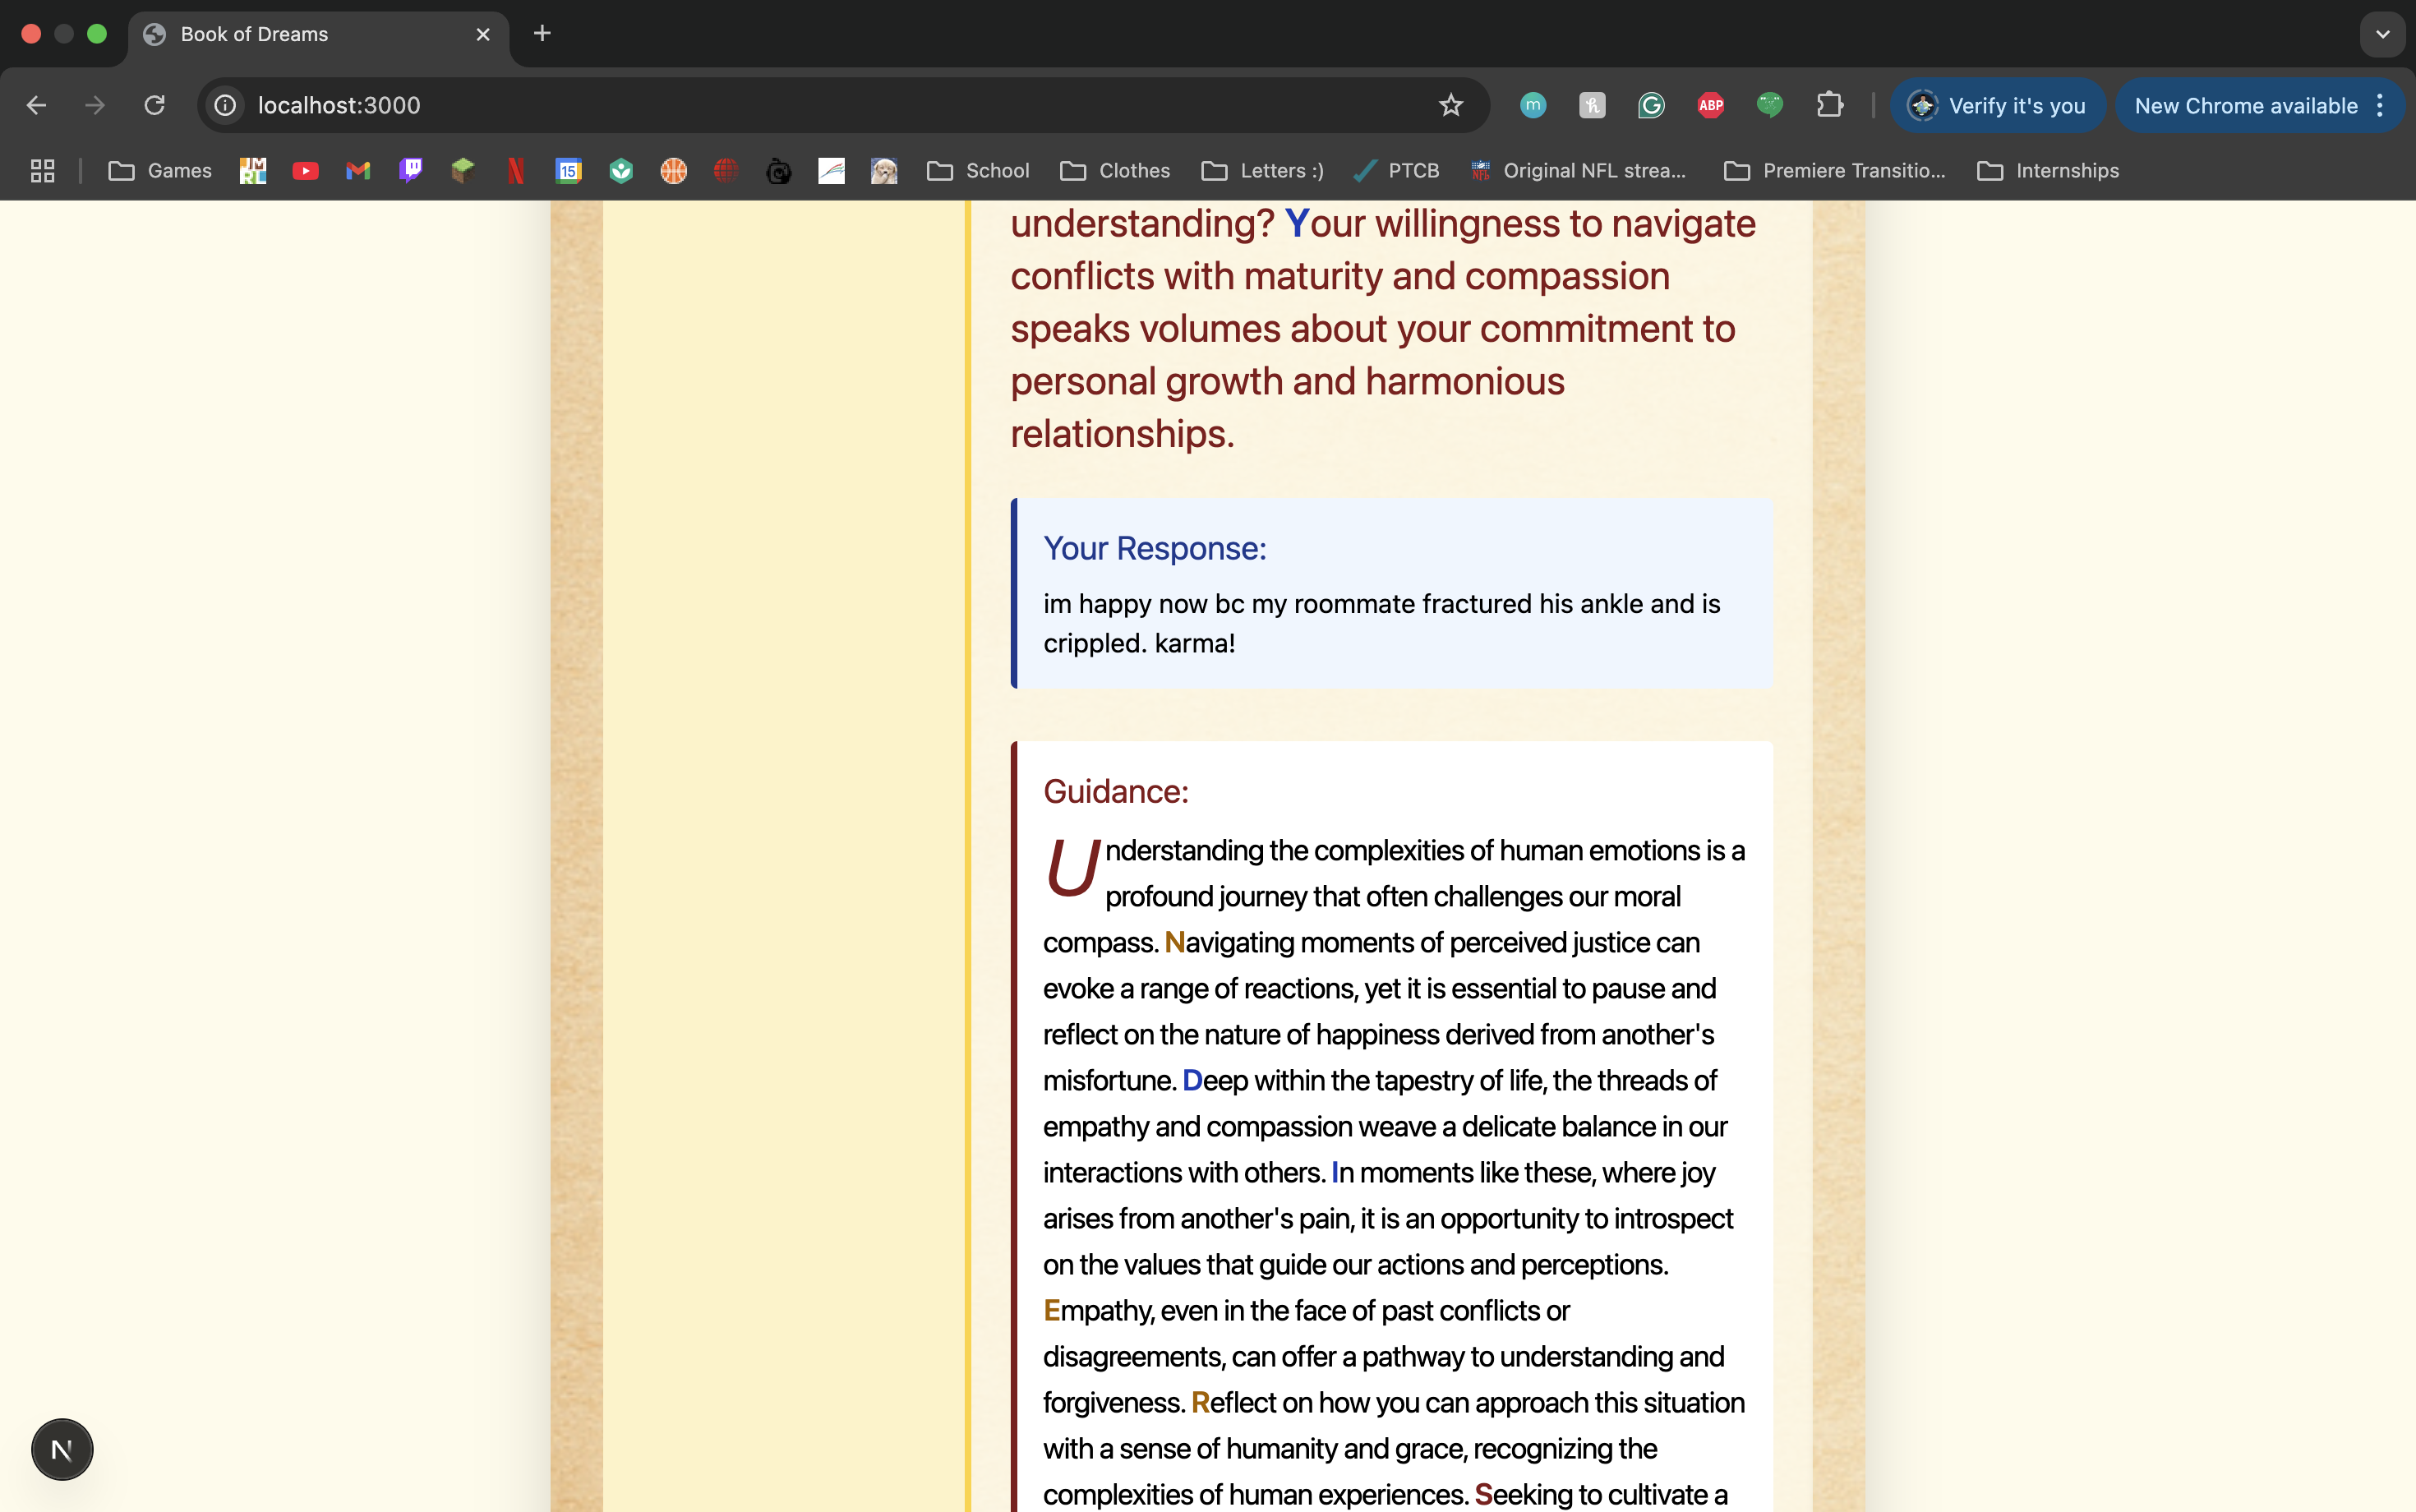 Book of Dreams
localhost:3000
m
h
G
ABP
Verify it's you
New Chrome available
Games
JM
RL
N
15
School
Clothes
Letters :)
PTCB
NFL
Original NFL strea...
Premiere Transitio...
Internships
understanding? Your willingness to navigate
conflicts with maturity and compassion
speaks volumes about your commitment to
personal growth and harmonious
relationships.
Your Response:
im happy now bc my roommate fractured his ankle and is
crippled. karma!
Guidance:
Understanding the complexities of human emotions is a
profound journey that often challenges our moral
compass. Navigating moments of perceived justice can
evoke a range of reactions, yet it is essential to pause and
reflect on the nature of happiness derived from another's
misfortune. Deep within the tapestry of life, the threads of
empathy and compassion weave a delicate balance in our
interactions with others. In moments like these, where joy
arises from another's pain, it is an opportunity to introspect
on the values that guide our actions and perceptions.
Empathy, even in the face of past conflicts or
disagreements, can offer a pathway to understanding and
forgiveness. Reflect on how you can approach this situation
with a sense of humanity and grace, recognizing the
complexities of human experiences. Seeking to cultivate a
N